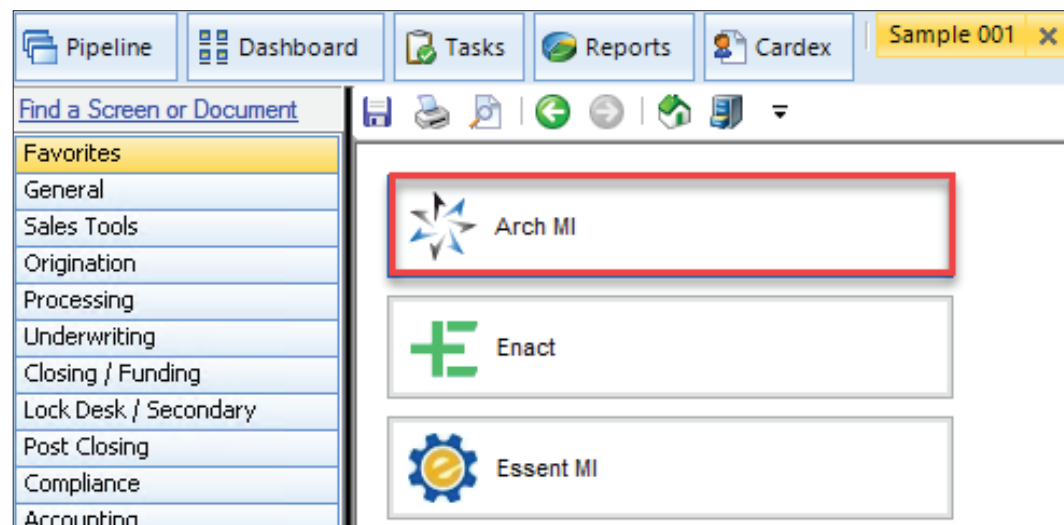 Pipeline Dashboard Tasks Reports Cardex Sample 001
Find a Screen or Document
Favorites
General
Sales Tools
Origination
Processing
Underwriting
Closing / Funding
Lock Desk / Secondary
Post Closing
Compliance
Accounting
Arch MI
Enact
Essent MI